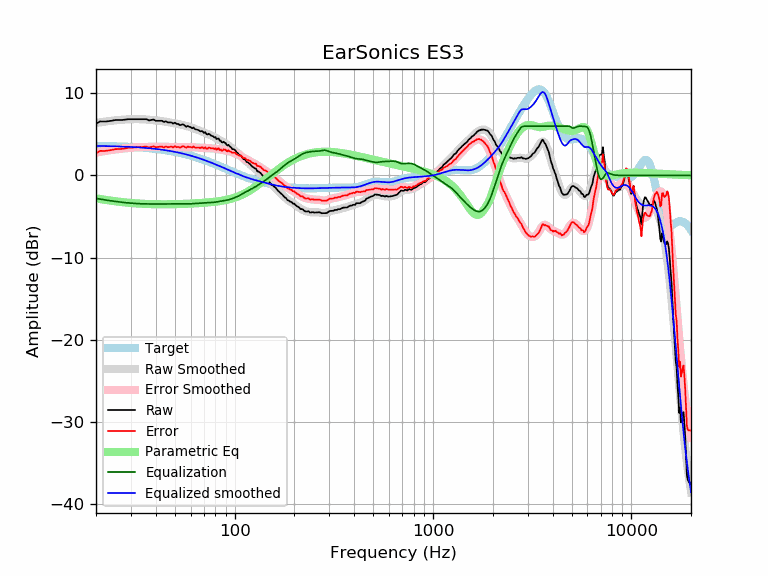 EarSonics ES3
Amplitude (dBr)
10
0
−10
−20
−30
−40
Target
Raw Smoothed
Error Smoothed
Raw
Error
Parametric Eq
Equalization
Equalized smoothed
100
1000
10000
Frequency (Hz)